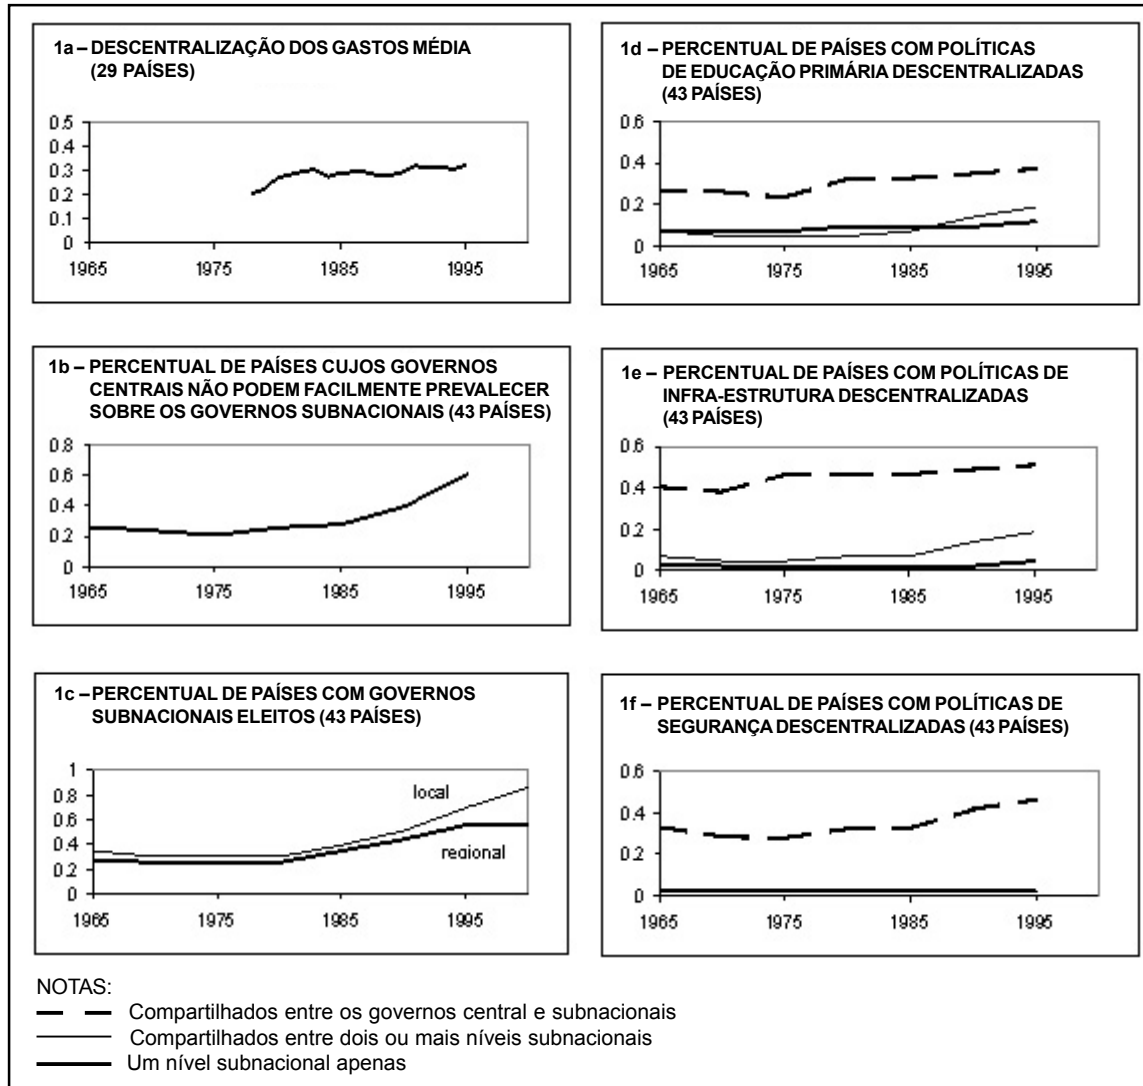 1a – DESCENTRALIZAÇÃO DOS GASTOS MÉDIA
(29 PAÍSES)
0.5
0.4
0.3
0.2
0.1
0
1965 1975 1985 1995
1b – PERCENTUAL DE PAÍSES CUJOS GOVERNOS
CENTRAIS NÃO PODEM FACILMENTE PREVALECER
SOBRE OS GOVERNOS SUBNACIONAIS (43 PAÍSES)
0.8
0.6
0.4
0.2
0
1965 1975 1985 1995
1c – PERCENTUAL DE PAÍSES COM GOVERNOS
SUBNACIONAIS ELEITOS (43 PAÍSES)
1
0.8
0.6
0.4
0.2
0
local
regional
1965 1975 1985 1995
1d – PERCENTUAL DE PAÍSES COM POLÍTICAS
DE EDUCAÇÃO PRIMÁRIA DESCENTRALIZADAS
(43 PAÍSES)
0.6
0.4
0.2
0
1965 1975 1985 1995
1e – PERCENTUAL DE PAÍSES COM POLÍTICAS DE
INFRA-ESTRUTURA DESCENTRALIZADAS
(43 PAÍSES)
0.6
0.4
0.2
0
1965 1975 1985 1995
1f – PERCENTUAL DE PAÍSES COM POLÍTICAS DE
SEGURANÇA DESCENTRALIZADAS (43 PAÍSES)
0.6
0.4
0.2
0
1965 1975 1985 1995
NOTAS:
Compartilhados entre os governos central e subnacionais
Compartilhados entre dois ou mais níveis subnacionais
Um nível subnacional apenas